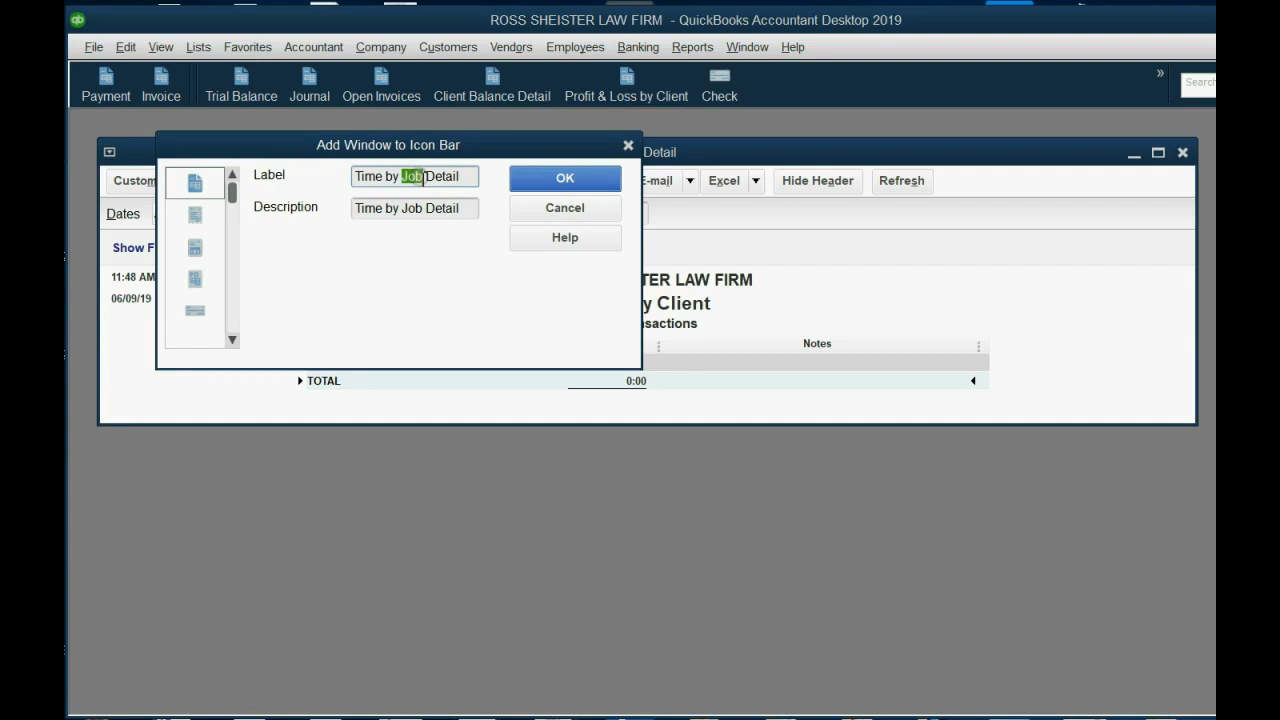 qb
ROSS SHEISTER LAW FIRM - QuickBooks Accountant Desktop 2019
File Edit View Lists Favorites Accountant Company Customers Vendors Employees Banking Reports Window Help
Payment Invoice Trial Balance Journal Open Invoices Client Balance Detail Profit & Loss by Client Check » Search
Add Window to Icon Bar
Detail
Label Time by Job Detail OK
Description Time by Job Detail Cancel
Help
Custom E-mail Excel Hide Header Refresh
Dates
Show F
11:48 AM TER LAW FIRM
06/09/19 y Client
nsactions
Notes
TOTAL 0:00